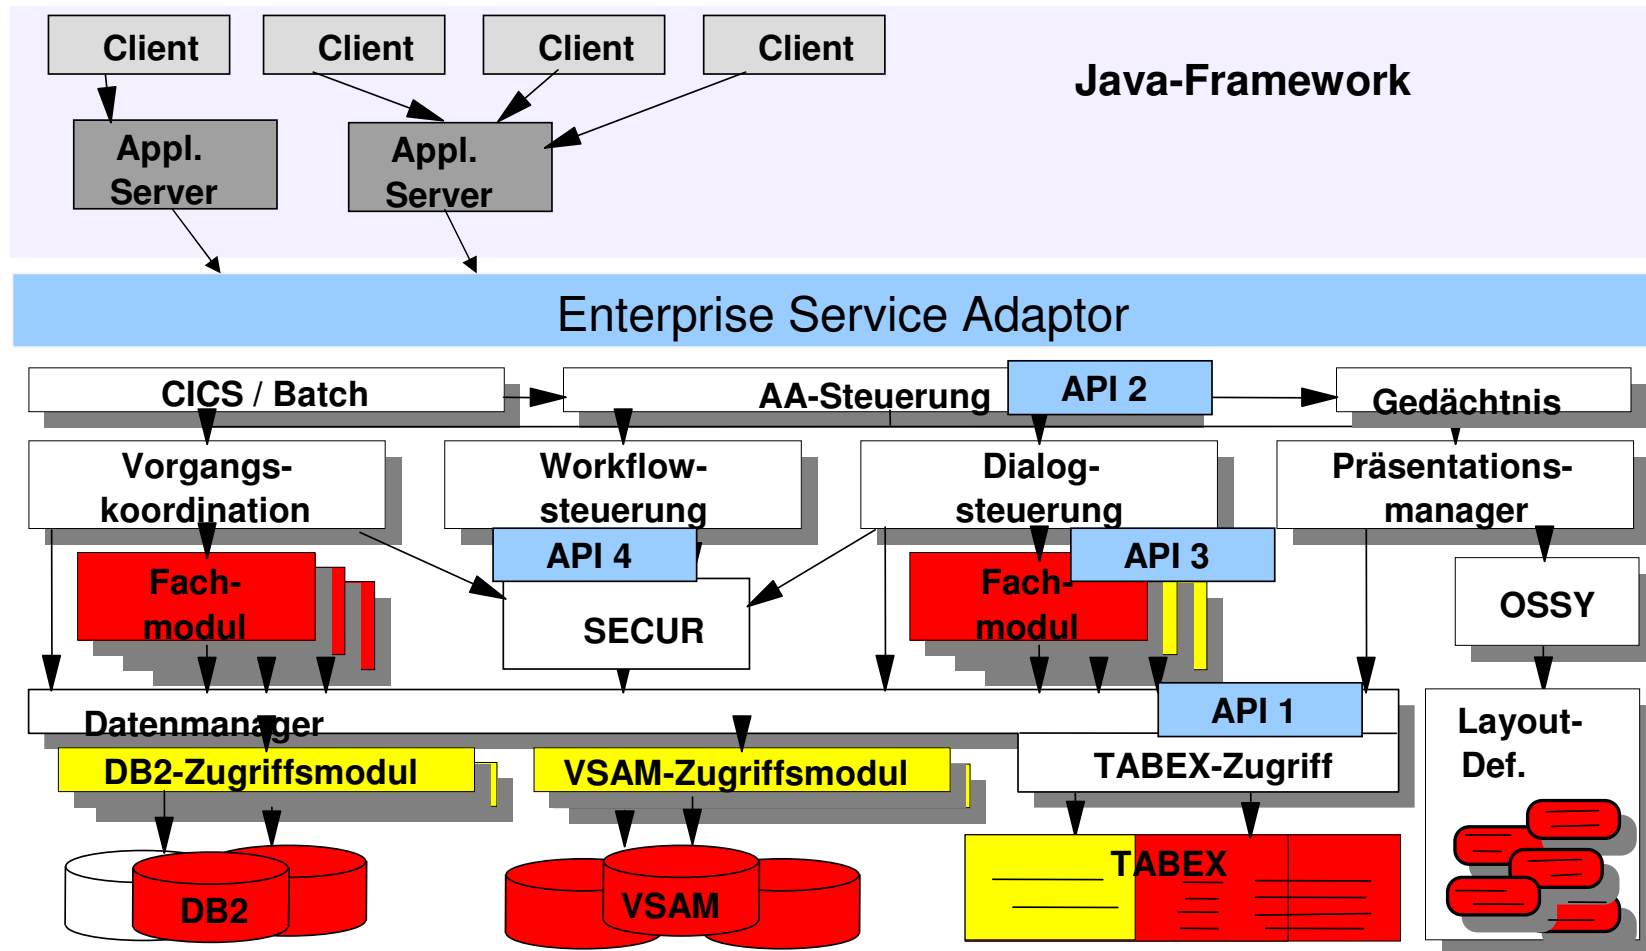 Client
Client
Client
Client
Java-Framework
Appl.
Server
Appl.
Server
Enterprise Service Adaptor
CICS / Batch
AA-Steuerung
API 2
Gedächtnis
Vorgangs-
koordination
Workflow-
steuerung
Dialog-
steuerung
Präsentations-
manager
API 4
API 3
Fach-
modul
SECUR
Fach-
modul
OSSY
Datenmanager
API 1
Layout-
Def.
DB2-Zugriffsmodul
VSAM-Zugriffsmodul
TABEX-Zugriff
TABEX
DB2
VSAM